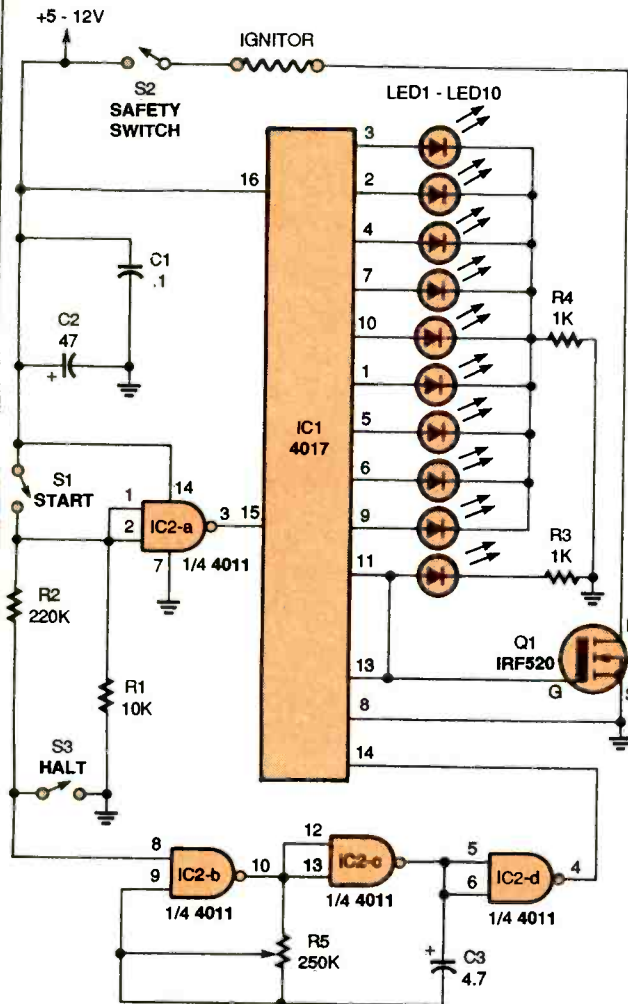 +5 - 12V
IGNITOR
S2
SAFETY
SWITCH
LED1 - LED10
16
3
2
4
7
10
1
5
6
9
11
13
8
14
C1
.1
C2
47
+
R4
1K
IC1
4017
S1
START
14
1
2
IC2-a
3
15
7
1/4 4011
R2
220K
R1
10K
R3
1K
Q1
IRF520
G
S3
HALT
8
9
IC2-b
10
1/4 4011
12
13
IC2-c
1/4 4011
5
6
IC2-d
4
1/4 4011
R5
250K
+
C3
4.7